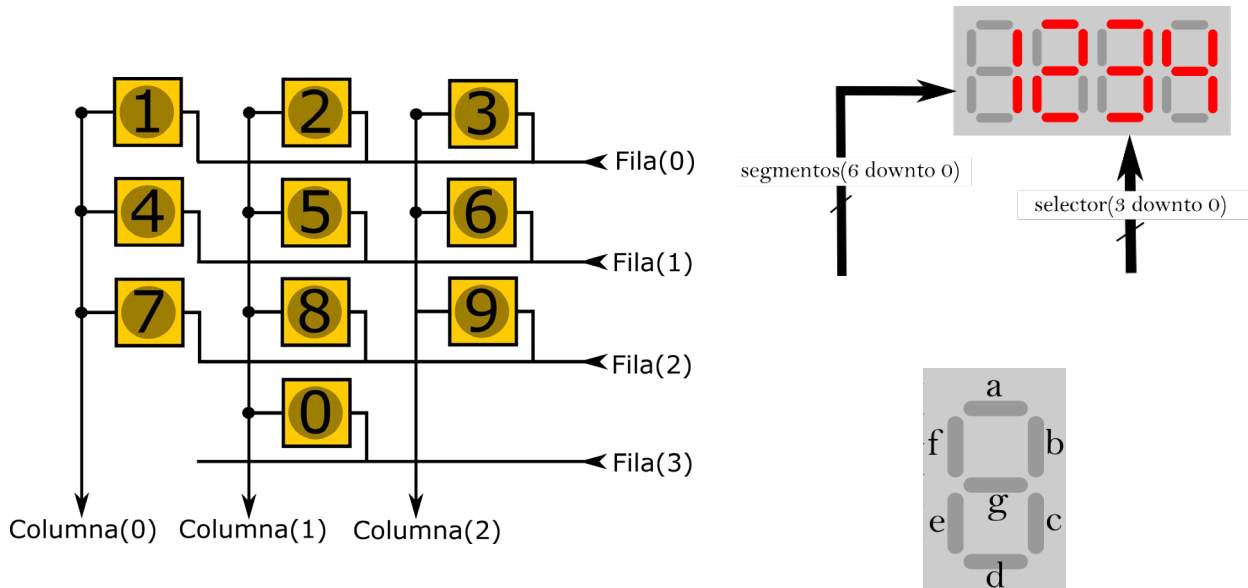 1 2 3
Fila(0)
4 5 6
Fila(1)
7 8 9
Fila(2)
0
Fila(3)
Columna(0) Columna(1) Columna(2)
1234
segmentos(6 downto 0)
selector(3 downto 0)
a
f b
g
e c
d